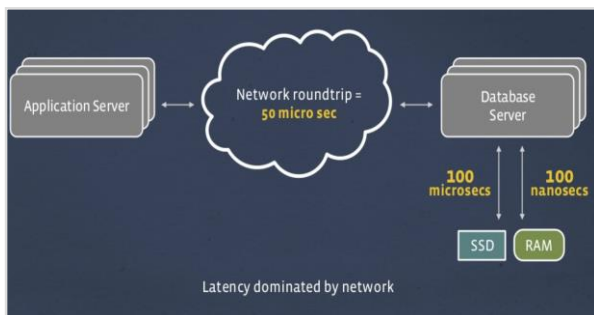 Application Server
Network roundtrip =
50 micro sec
Database
Server
100
microsecs
100
nanosecs
SSD
RAM
Latency dominated by network